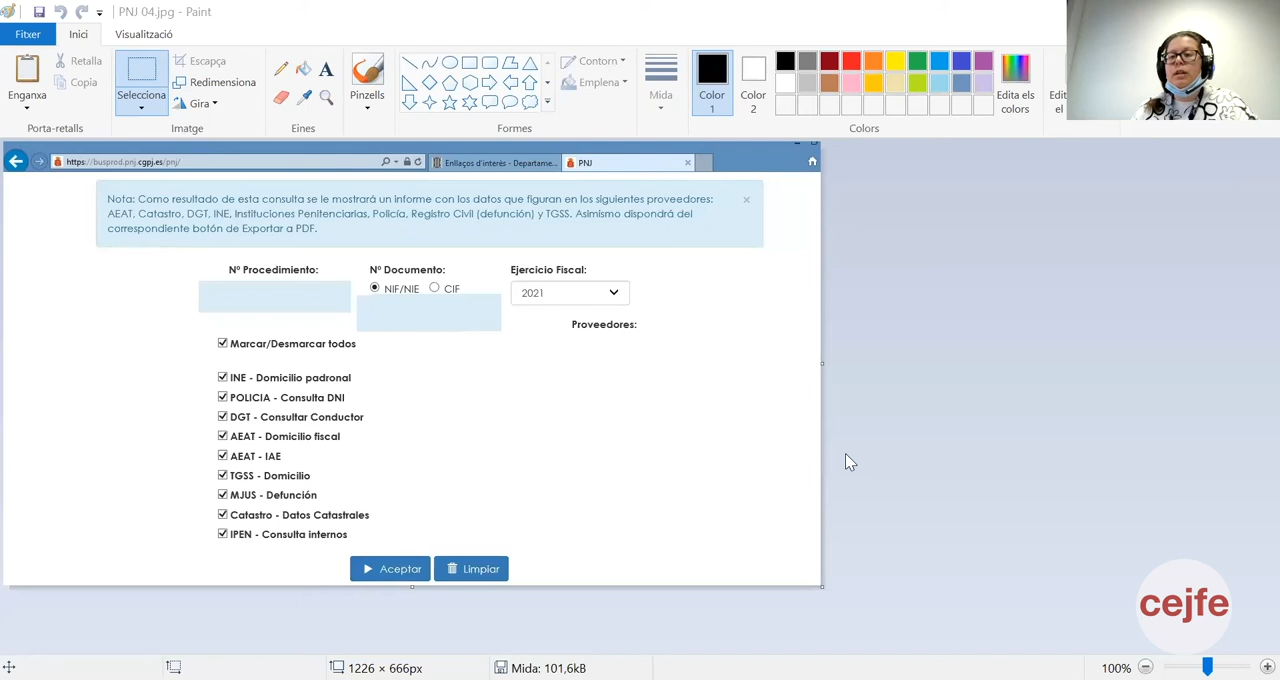 PNJ 04.jpg - Paint
Fitxer Inici Visualització
Enganxa
Retalla
Copia
Porta-retalls
Selecciona
Escapça
Redimensiona
Gira
Imatge
Eines
Pinzells
Contorn
Emplena
Formes
Mida
Color 1
Color 2
Edita els colors
Colors
https://busprod.pnj.cgpj.es/pnj/
Enllaços d'interès - Departame...
PNJ
Nota: Como resultado de esta consulta se le mostrará un informe con los datos que figuran en los siguientes proveedores:
AEAT, Catastro, DGT, INE, Instituciones Penitenciarias, Policía, Registro Civil (defunción) y TGSS. Asimismo dispondrá del
correspondiente botón de Exportar a PDF.
Nº Procedimiento: Nº Documento: Ejercicio Fiscal:
NIF/NIE CIF
2021
Proveedores:
Marcar/Desmarcar todos
INE - Domicilio padronal
POLICIA - Consulta DNI
DGT - Consultar Conductor
AEAT - Domicilio fiscal
AEAT - IAE
TGSS - Domicilio
MJUS - Defunción
Catastro - Datos Catastrales
IPEN - Consulta internos
Aceptar Limpiar
cejfe
1226 × 666px
Mida: 101,6kB
100%